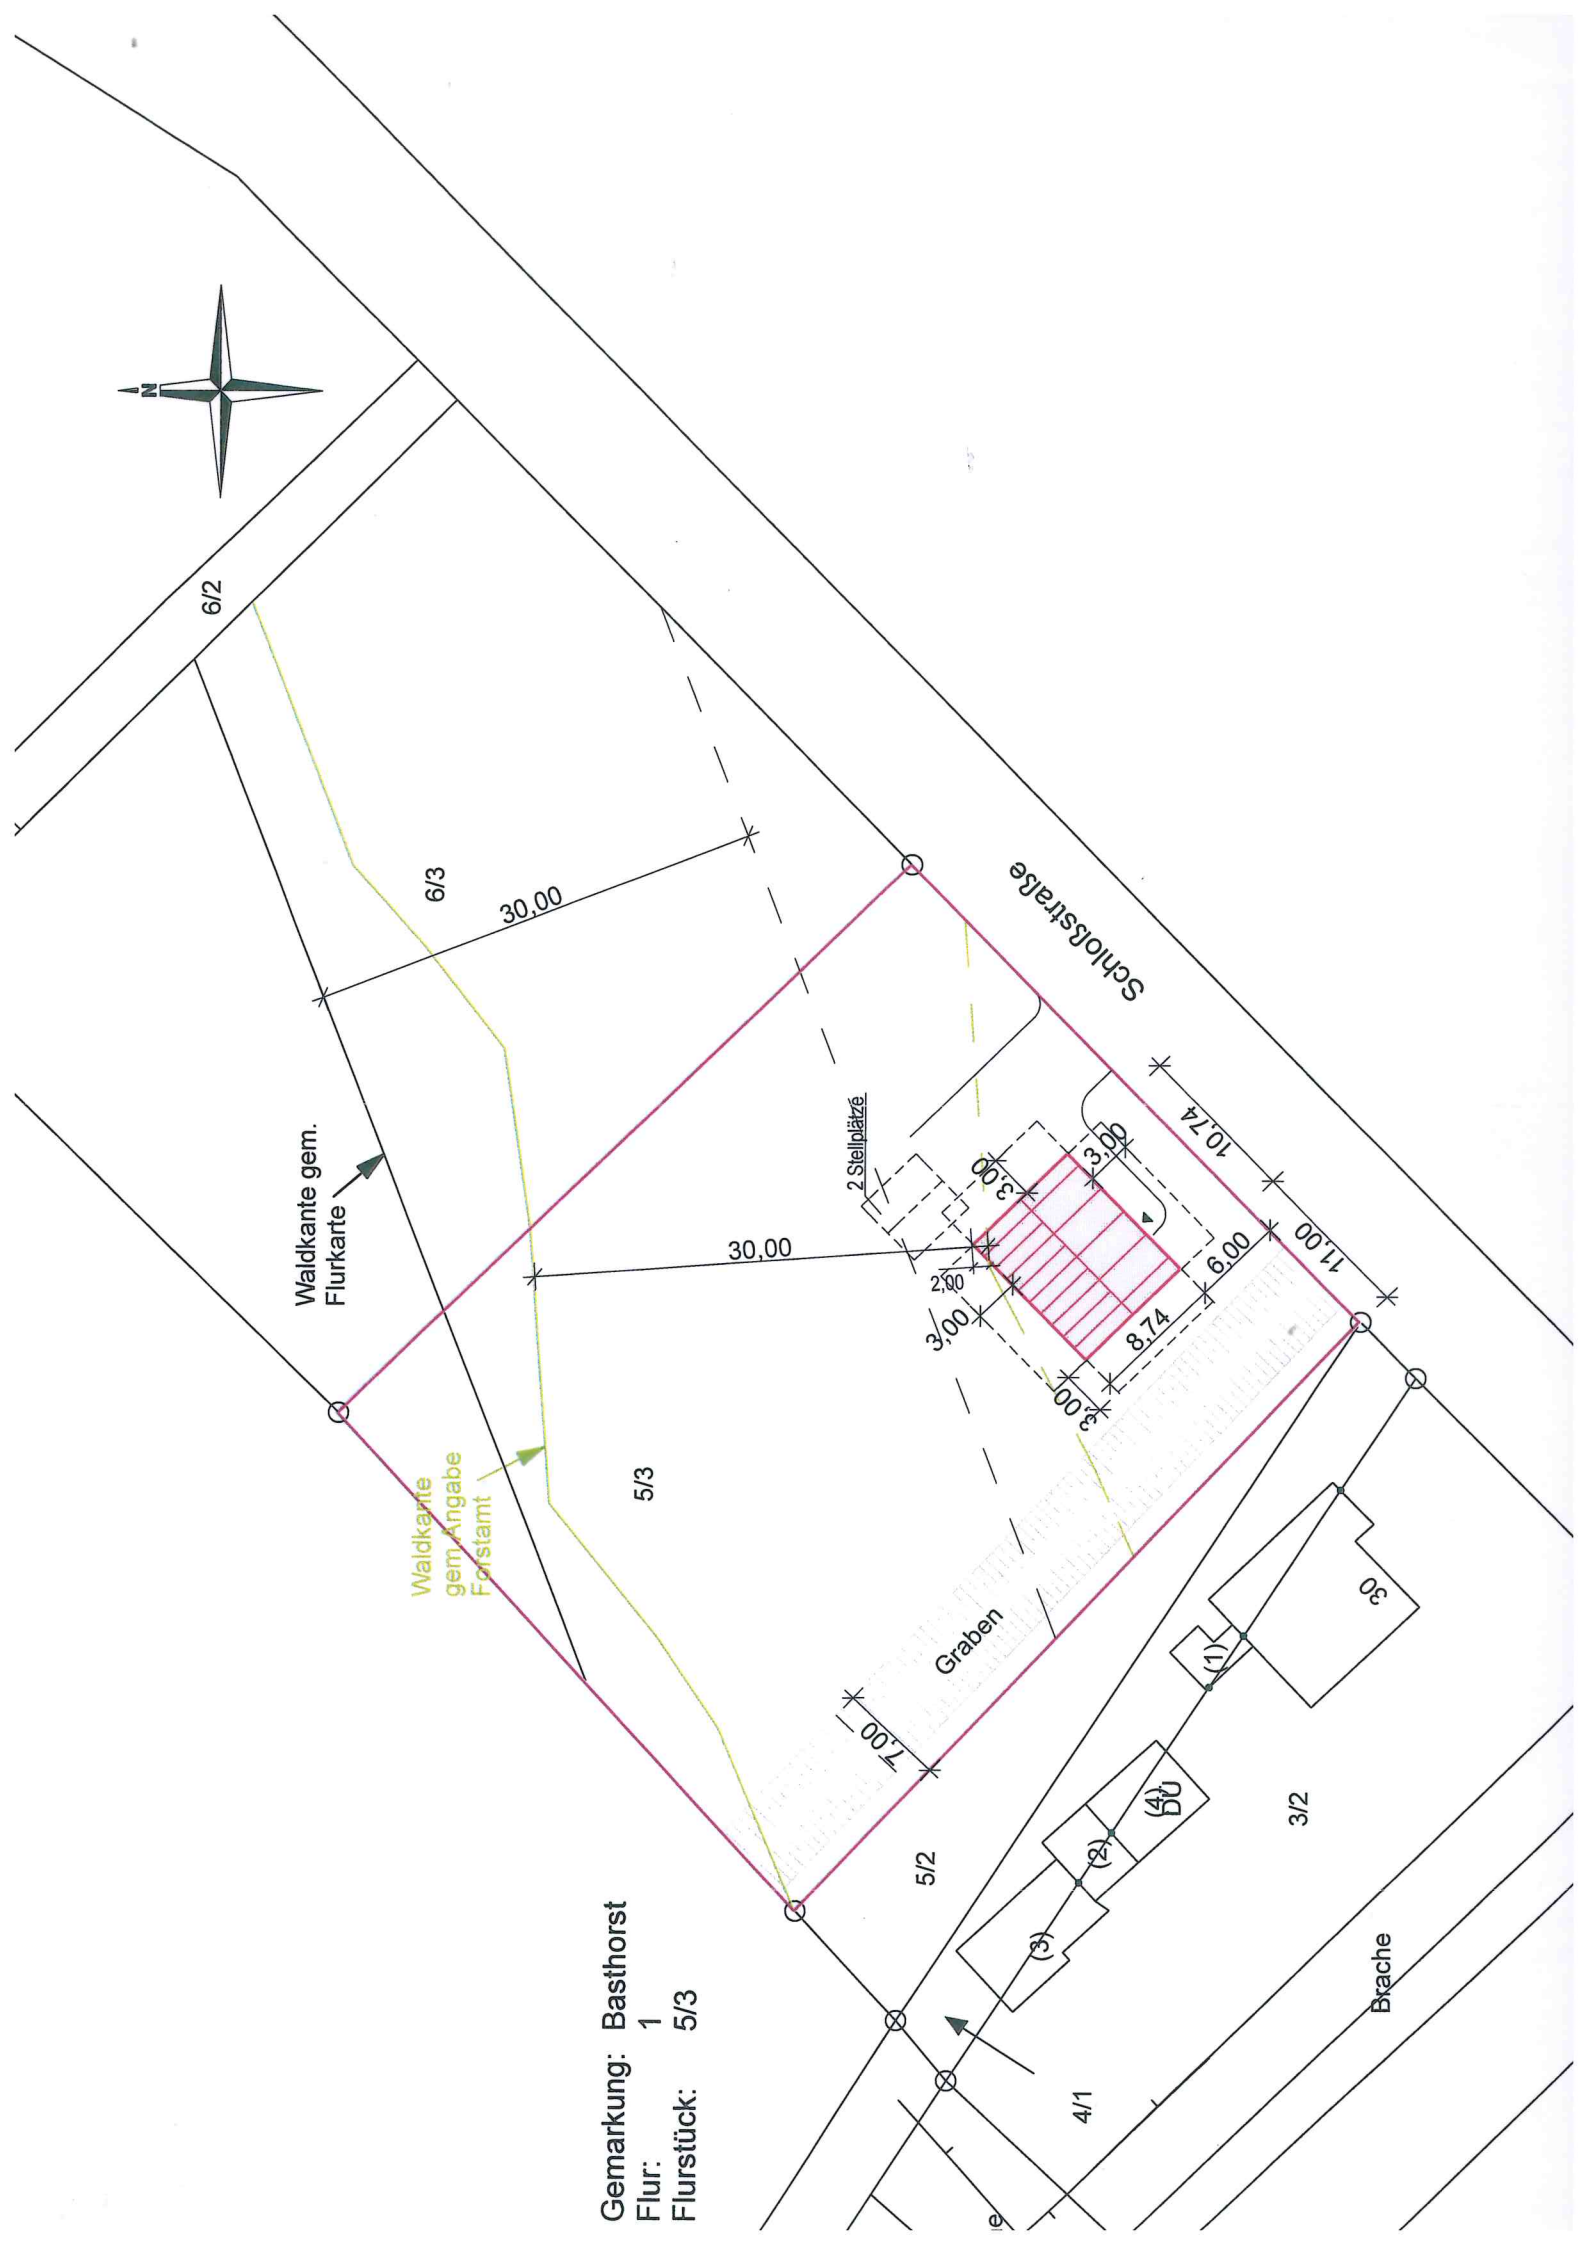 Gemarkung: Basthorst
Flur: 1
Flurstück: 5/3
Waldkante gem.
Flurkarte
Waldkante
gem. Angabe
Forstamt
N
6/2
6/3
30,00
5/3
30,00
2 Stellplätze
Schloßstraße
3,00
3,00
2,00
3,00
3,00
8,74
6,00
10,74
11,00
Graben
7,00
5/2
(1)
30
(2)
(4)
DU
(3)
3/2
4/1
Brache